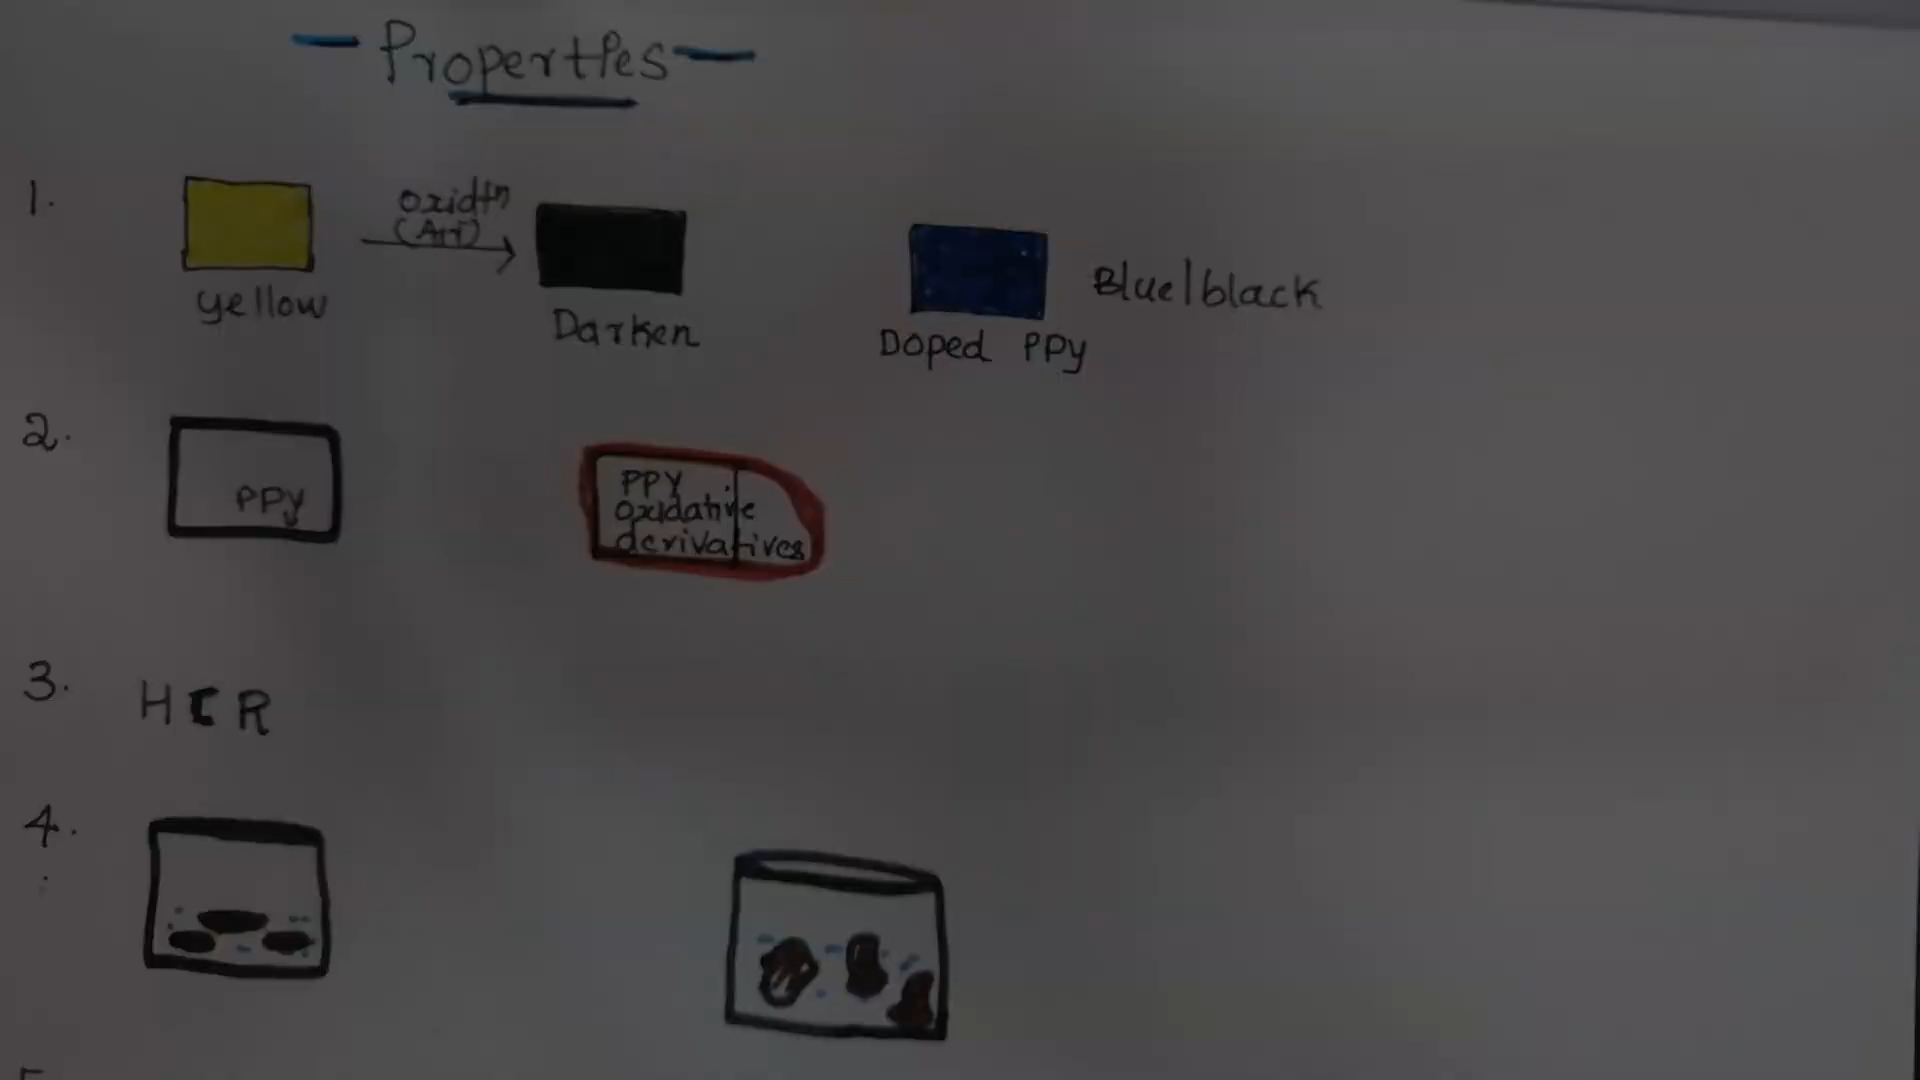 Properties
1.
oxidtn
(Air)
yellow
Darken
Doped PPy
Blue/black
2.
PPy
PPY
oxidative
derivatives
3. HCR
4.